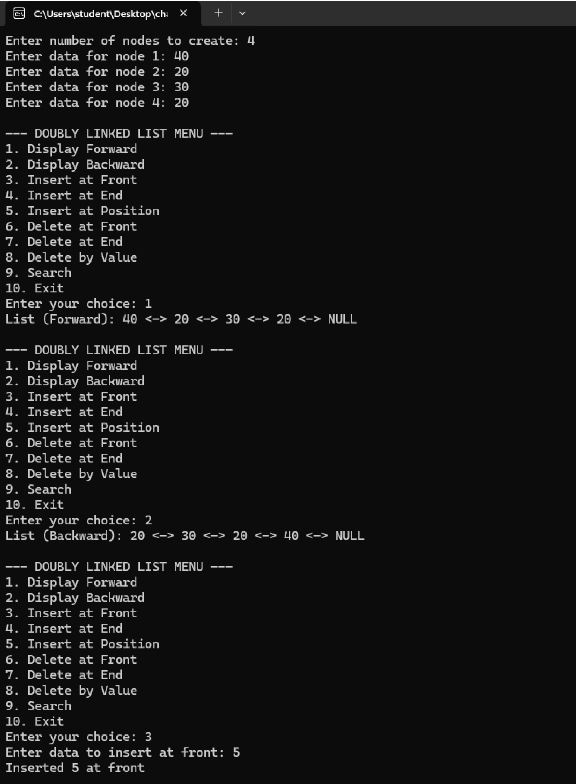 C:\Users\student\Desktop\ch
Enter number of nodes to create: 4
Enter data for node 1: 40
Enter data for node 2: 20
Enter data for node 3: 30
Enter data for node 4: 20
--- DOUBLY LINKED LIST MENU ---
1. Display Forward
2. Display Backward
3. Insert at Front
4. Insert at End
5. Insert at Position
6. Delete at Front
7. Delete at End
8. Delete by Value
9. Search
10. Exit
Enter your choice: 1
List (Forward): 40 <-> 20 <-> 30 <-> 20 <-> NULL
--- DOUBLY LINKED LIST MENU ---
1. Display Forward
2. Display Backward
3. Insert at Front
4. Insert at End
5. Insert at Position
6. Delete at Front
7. Delete at End
8. Delete by Value
9. Search
10. Exit
Enter your choice: 2
List (Backward): 20 <-> 30 <-> 20 <-> 40 <-> NULL
--- DOUBLY LINKED LIST MENU ---
1. Display Forward
2. Display Backward
3. Insert at Front
4. Insert at End
5. Insert at Position
6. Delete at Front
7. Delete at End
8. Delete by Value
9. Search
10. Exit
Enter your choice: 3
Enter data to insert at front: 5
Inserted 5 at front